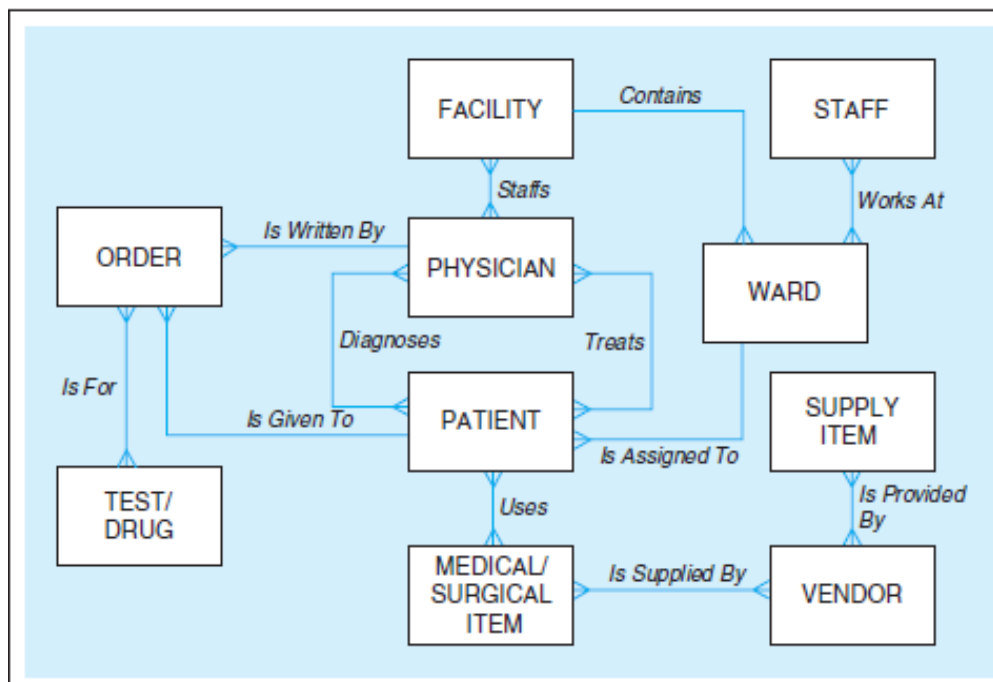 FACILITY
Contains
STAFF
Staffs
Works At
ORDER
Is Written By
PHYSICIAN
WARD
Diagnoses
Treats
Is For
Is Given To
PATIENT
Is Assigned To
SUPPLY
ITEM
TEST/
DRUG
Uses
Is Provided
By
MEDICAL/
SURGICAL
ITEM
Is Supplied By
VENDOR